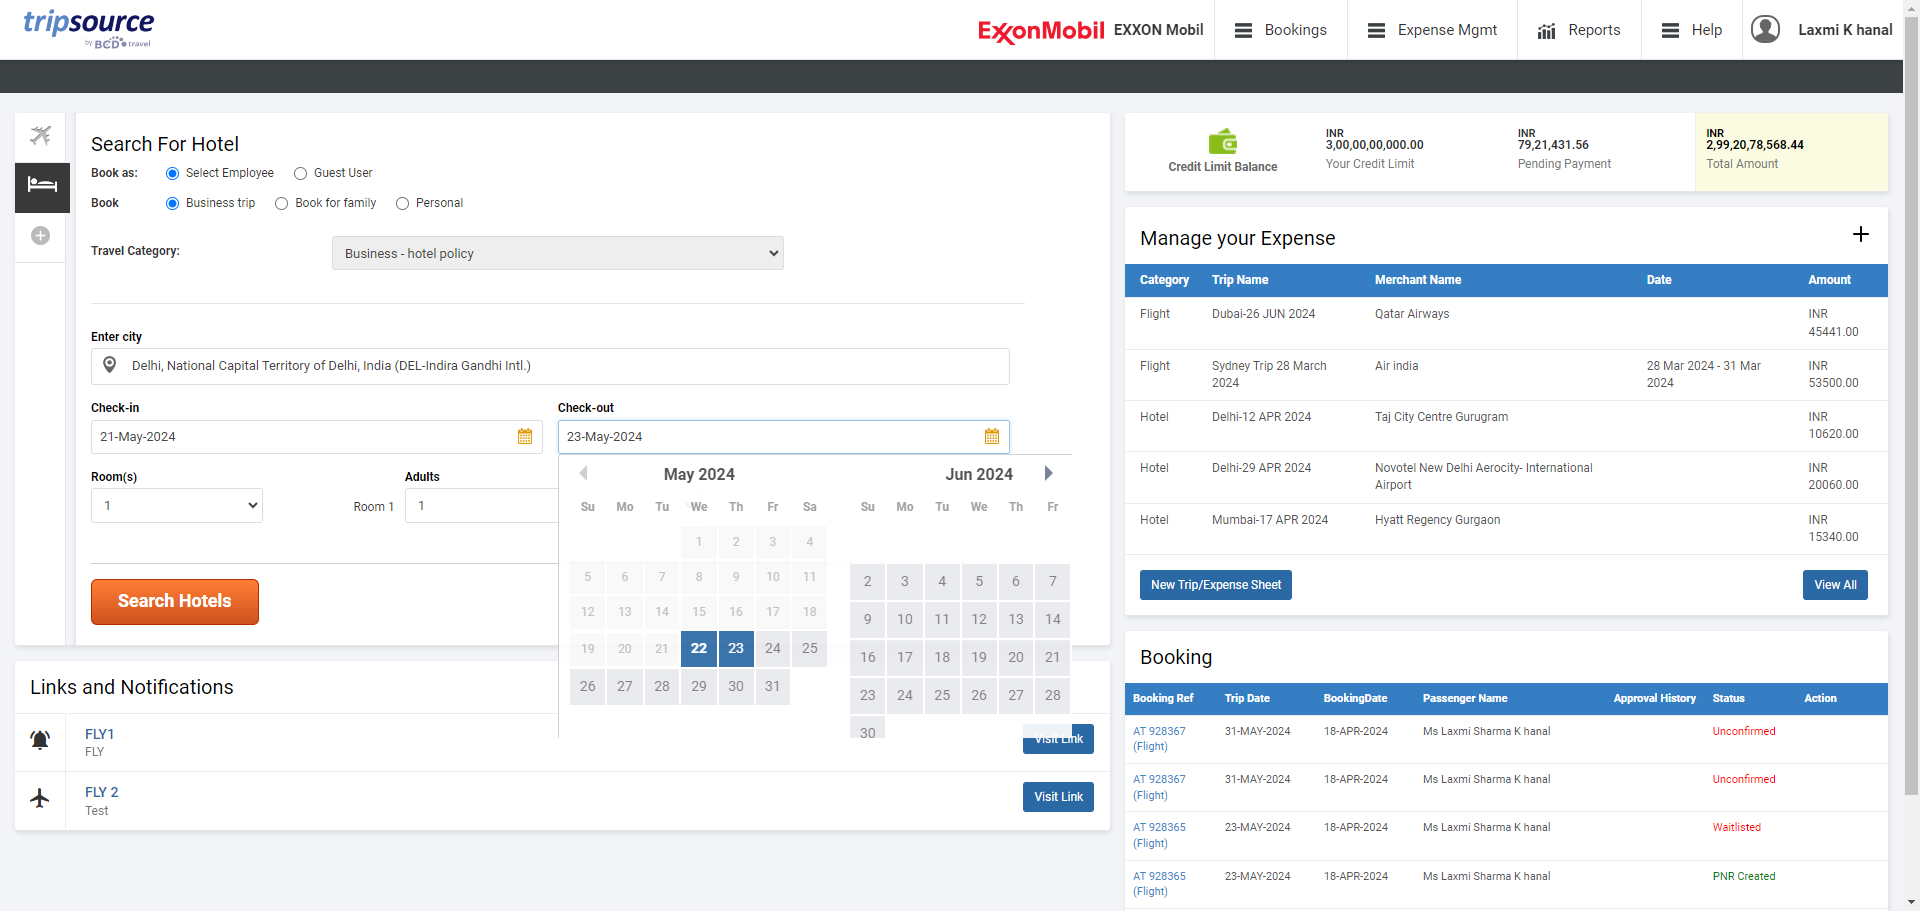 tripsource
by BCD travel
ExxonMobil EXXON Mobil
Bookings
Expense Mgmt
Reports
Help
Laxmi K hanal
Search For Hotel
Book as: Select Employee Guest User
Book Business trip Book for family Personal
Travel Category: Business - hotel policy
Enter city
Delhi, National Capital Territory of Delhi, India (DEL-Indira Gandhi Intl.)
Check-in Check-out
21-May-2024 23-May-2024
Room(s) Adults
1 Room 1 1
May 2024
Su Mo Tu We Th Fr Sa
1 2 3 4
5 6 7 8 9 10 11
12 13 14 15 16 17 18
19 20 21 22 23 24 25
26 27 28 29 30 31
Jun 2024
Su Mo Tu We Th Fr
2 3 4 5 6 7
9 10 11 12 13 14
16 17 18 19 20 21
23 24 25 26 27 28
30
Search Hotels
Links and Notifications
FLY1
FLY
Visit Link
FLY 2
Test
Visit Link
Credit Limit Balance
INR
3,00,00,00,000.00
Your Credit Limit
INR
79,21,431.56
Pending Payment
INR
2,99,20,78,568.44
Total Amount
Manage your Expense
Category Trip Name Merchant Name Date Amount
Flight Dubai-26 JUN 2024 Qatar Airways INR
45441.00
Flight Sydney Trip 28 March Air india 28 Mar 2024 - 31 Mar INR
2024 2024 53500.00
Hotel Delhi-12 APR 2024 Taj City Centre Gurugram INR
10620.00
Hotel Delhi-29 APR 2024 Novotel New Delhi Aerocity- International INR
Airport 20060.00
Hotel Mumbai-17 APR 2024 Hyatt Regency Gurgaon INR
15340.00
New Trip/Expense Sheet View All
Booking
Booking Ref Trip Date BookingDate Passenger Name Approval History Status Action
AT 928367 31-MAY-2024 18-APR-2024 Ms Laxmi Sharma K hanal Unconfirmed
(Flight)
AT 928367 31-MAY-2024 18-APR-2024 Ms Laxmi Sharma K hanal Unconfirmed
(Flight)
AT 928365 23-MAY-2024 18-APR-2024 Ms Laxmi Sharma K hanal Waitlisted
(Flight)
AT 928365 23-MAY-2024 18-APR-2024 Ms Laxmi Sharma K hanal PNR Created
(Flight)